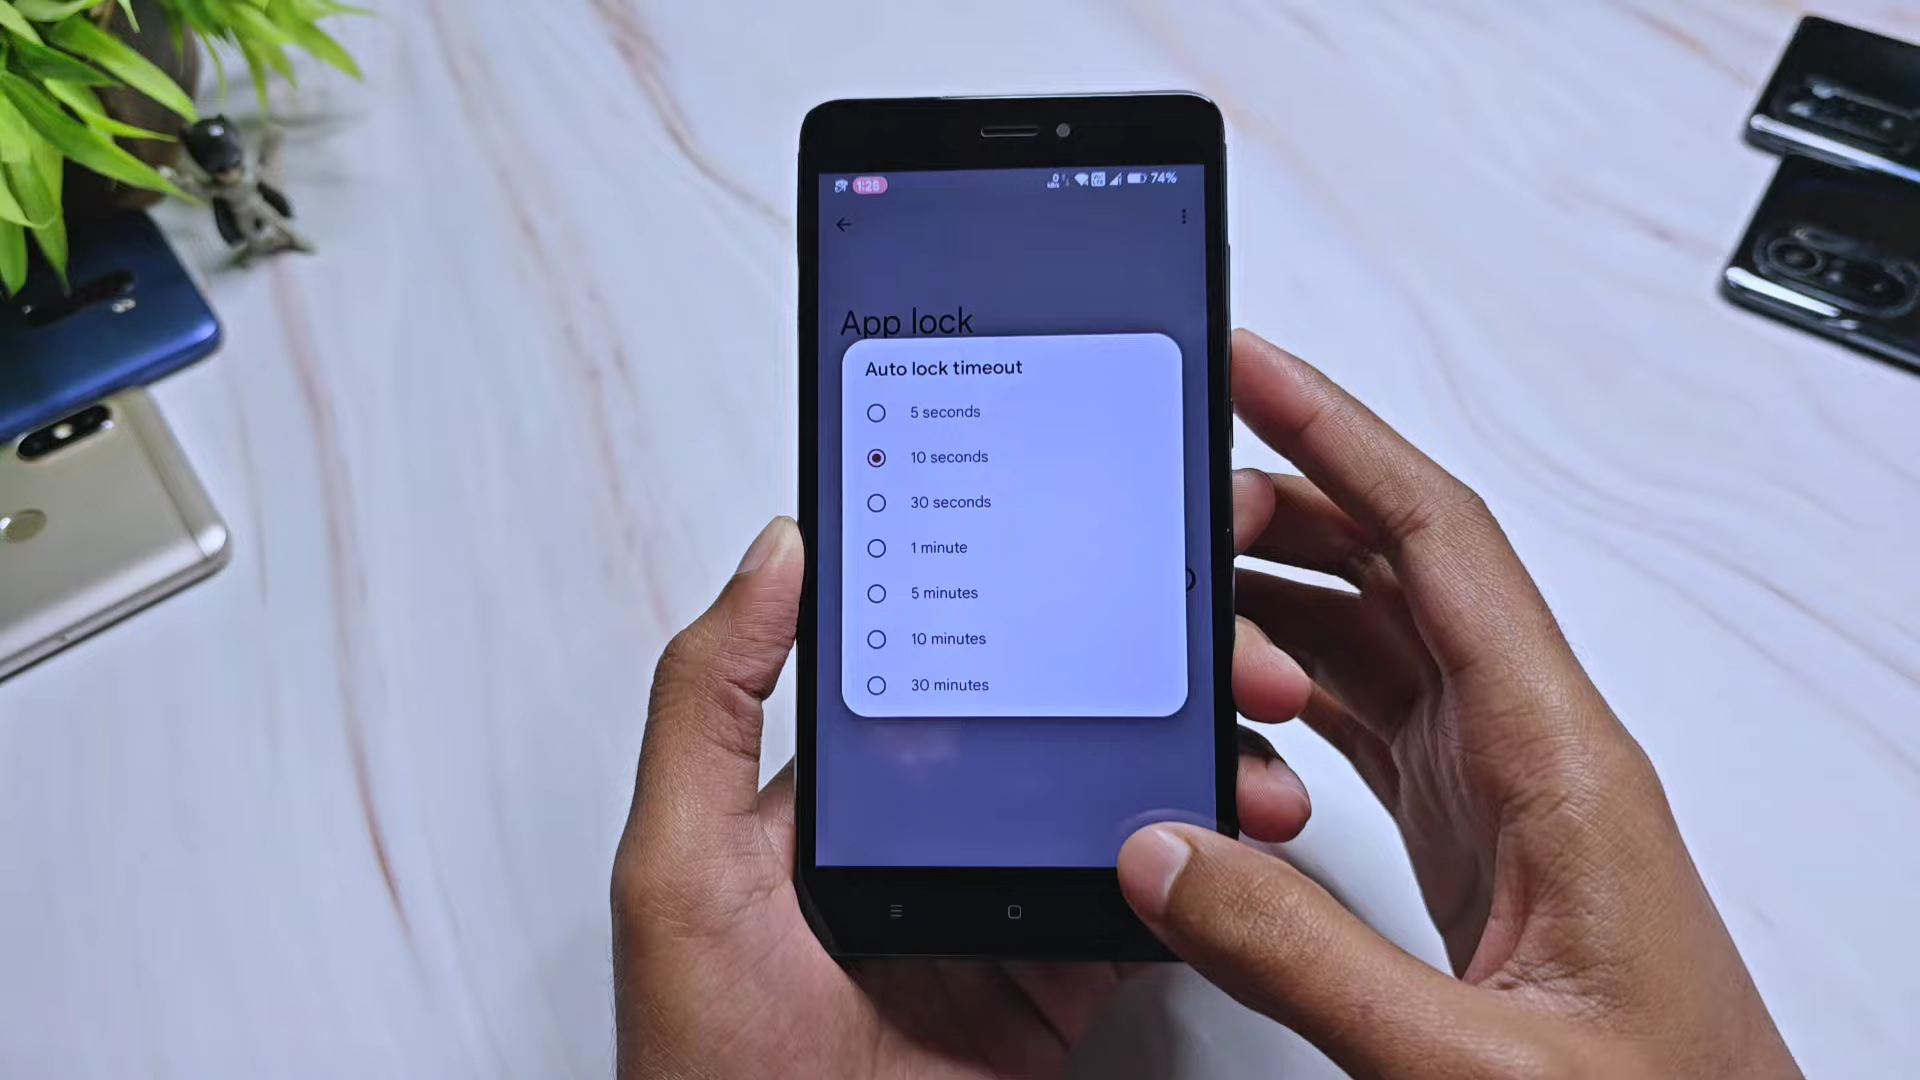 1:25 74%
App lock
Auto lock timeout
5 seconds
10 seconds
30 seconds
1 minute
5 minutes
10 minutes
30 minutes